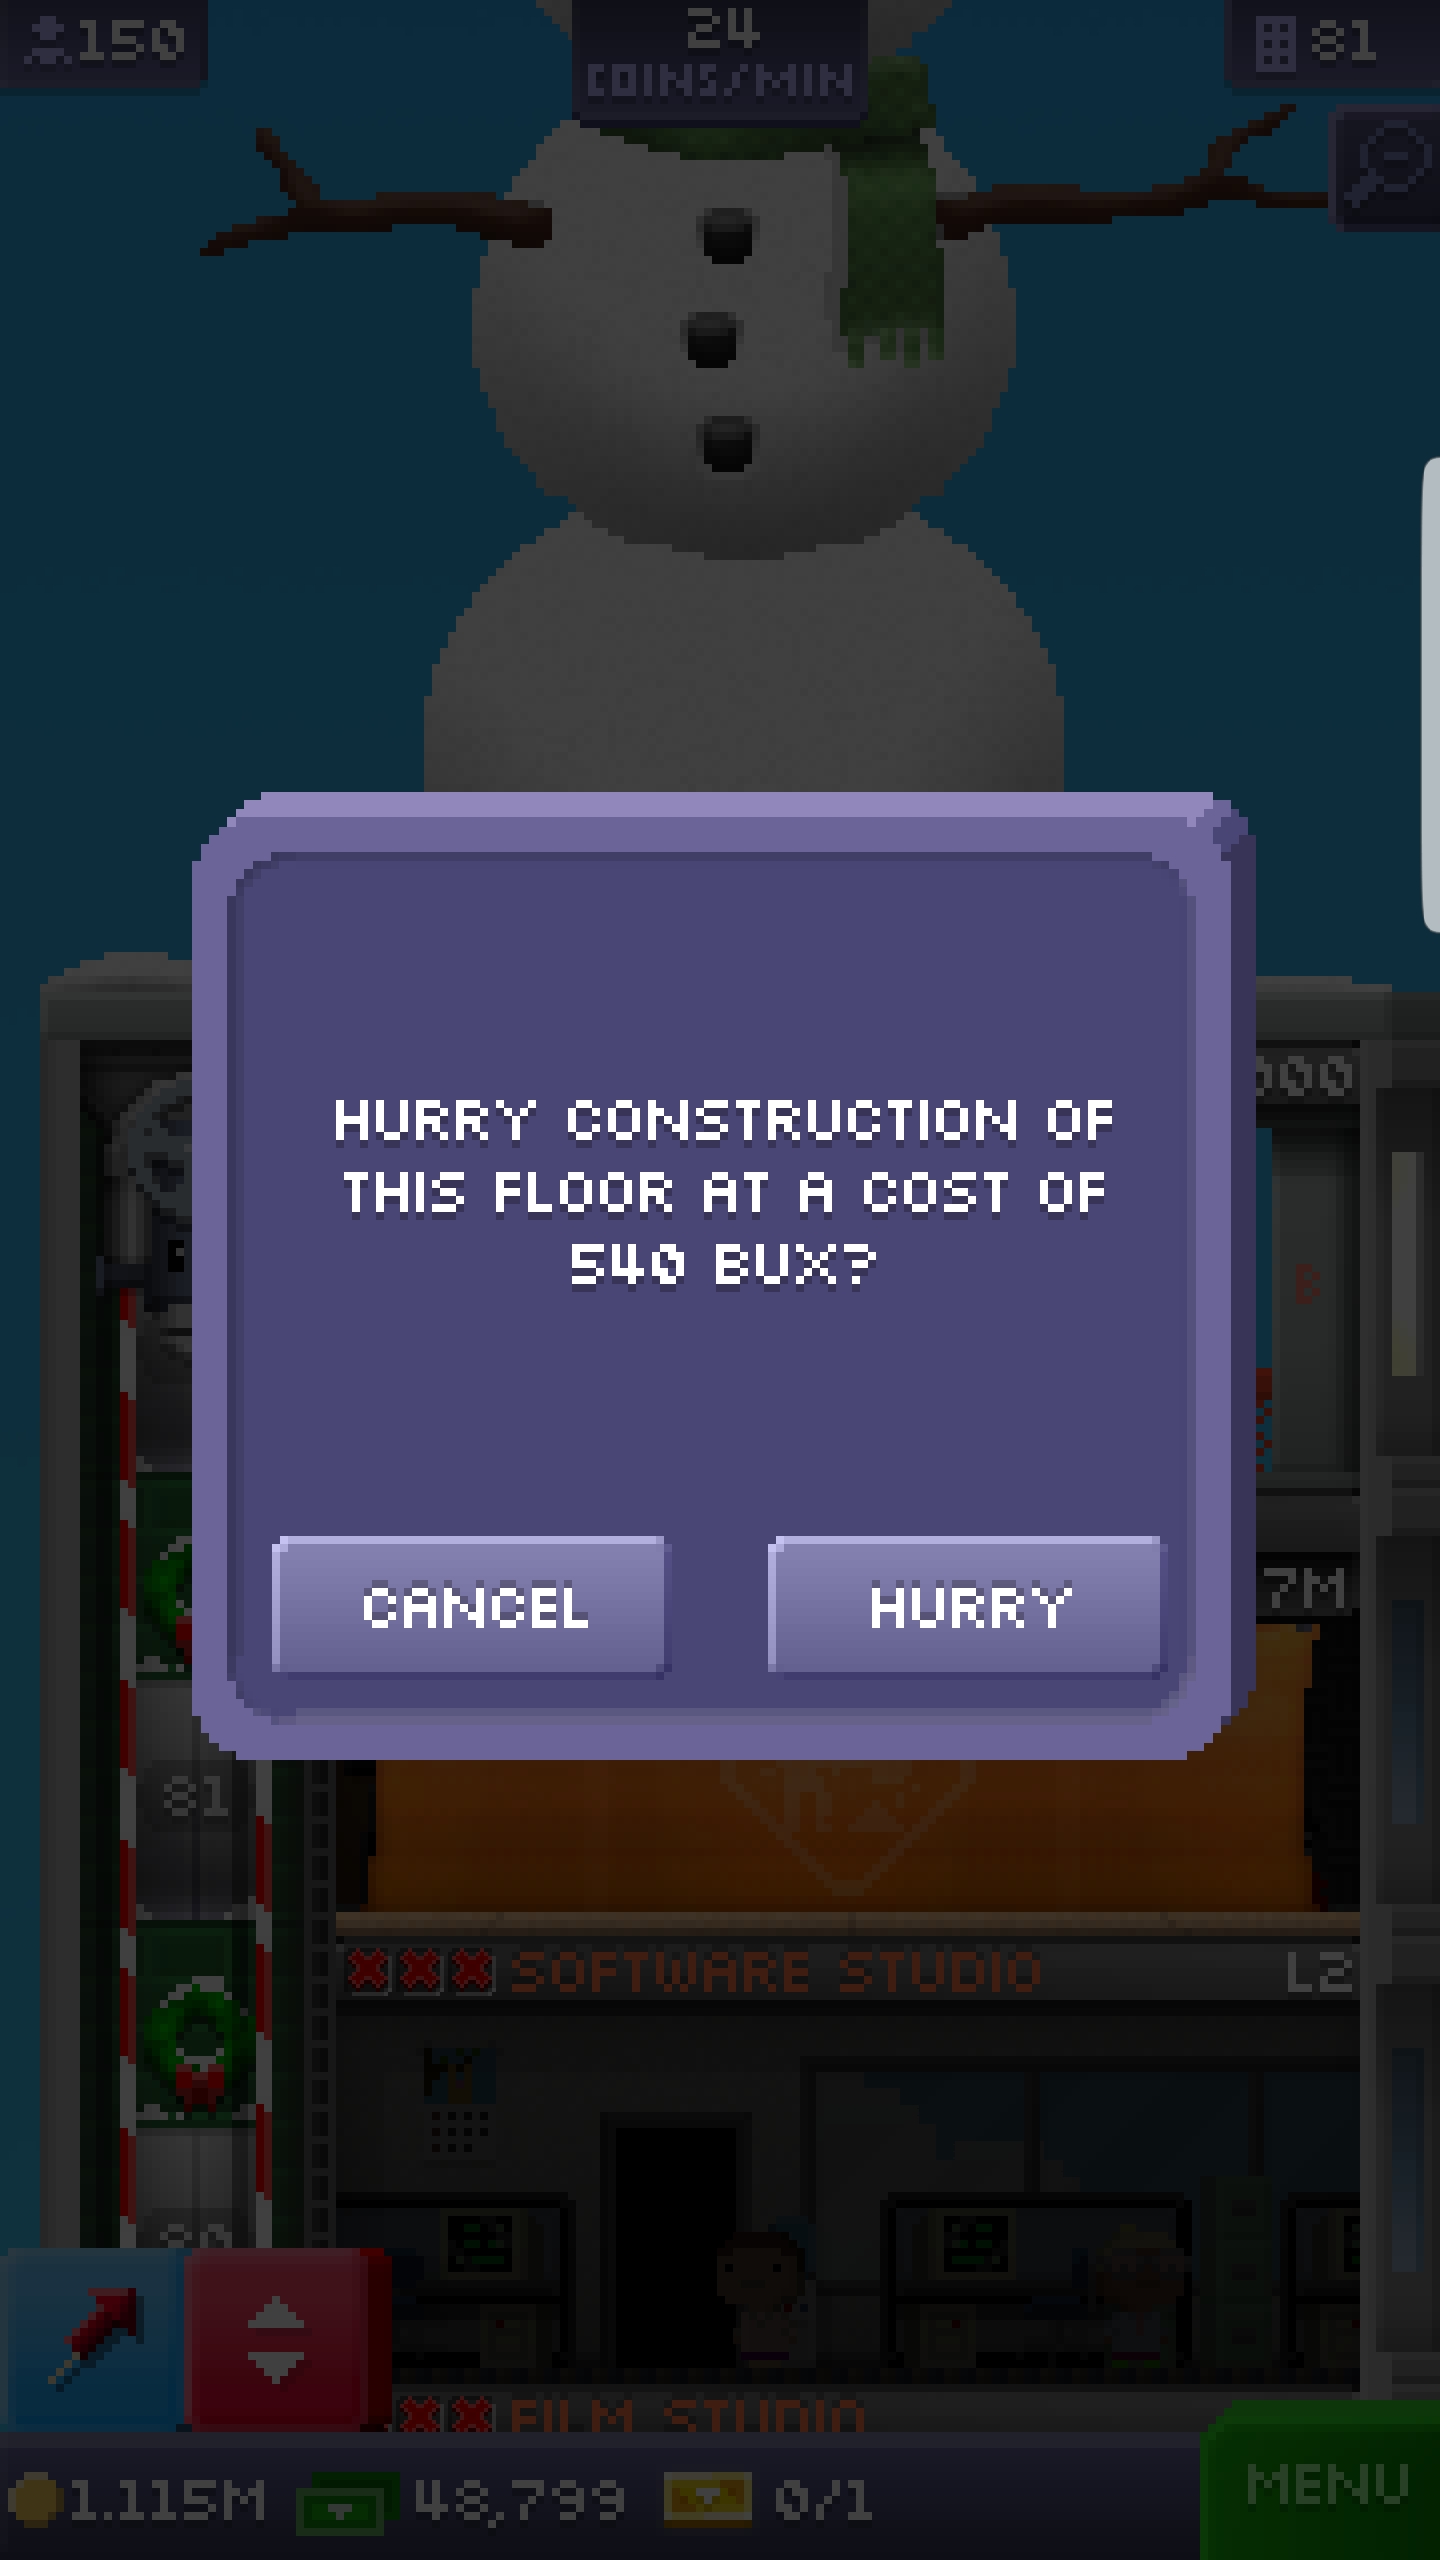 150
24
COINS/MIN
81
000
HURRY CONSTRUCTION OF
THIS FLOOR AT A COST OF
540 BUX?
B
CANCEL
HURRY
7M
81
SOFTWARE STUDIO
L2
80
FILM STUDIO
1.115M
48,799
0/1
MENU